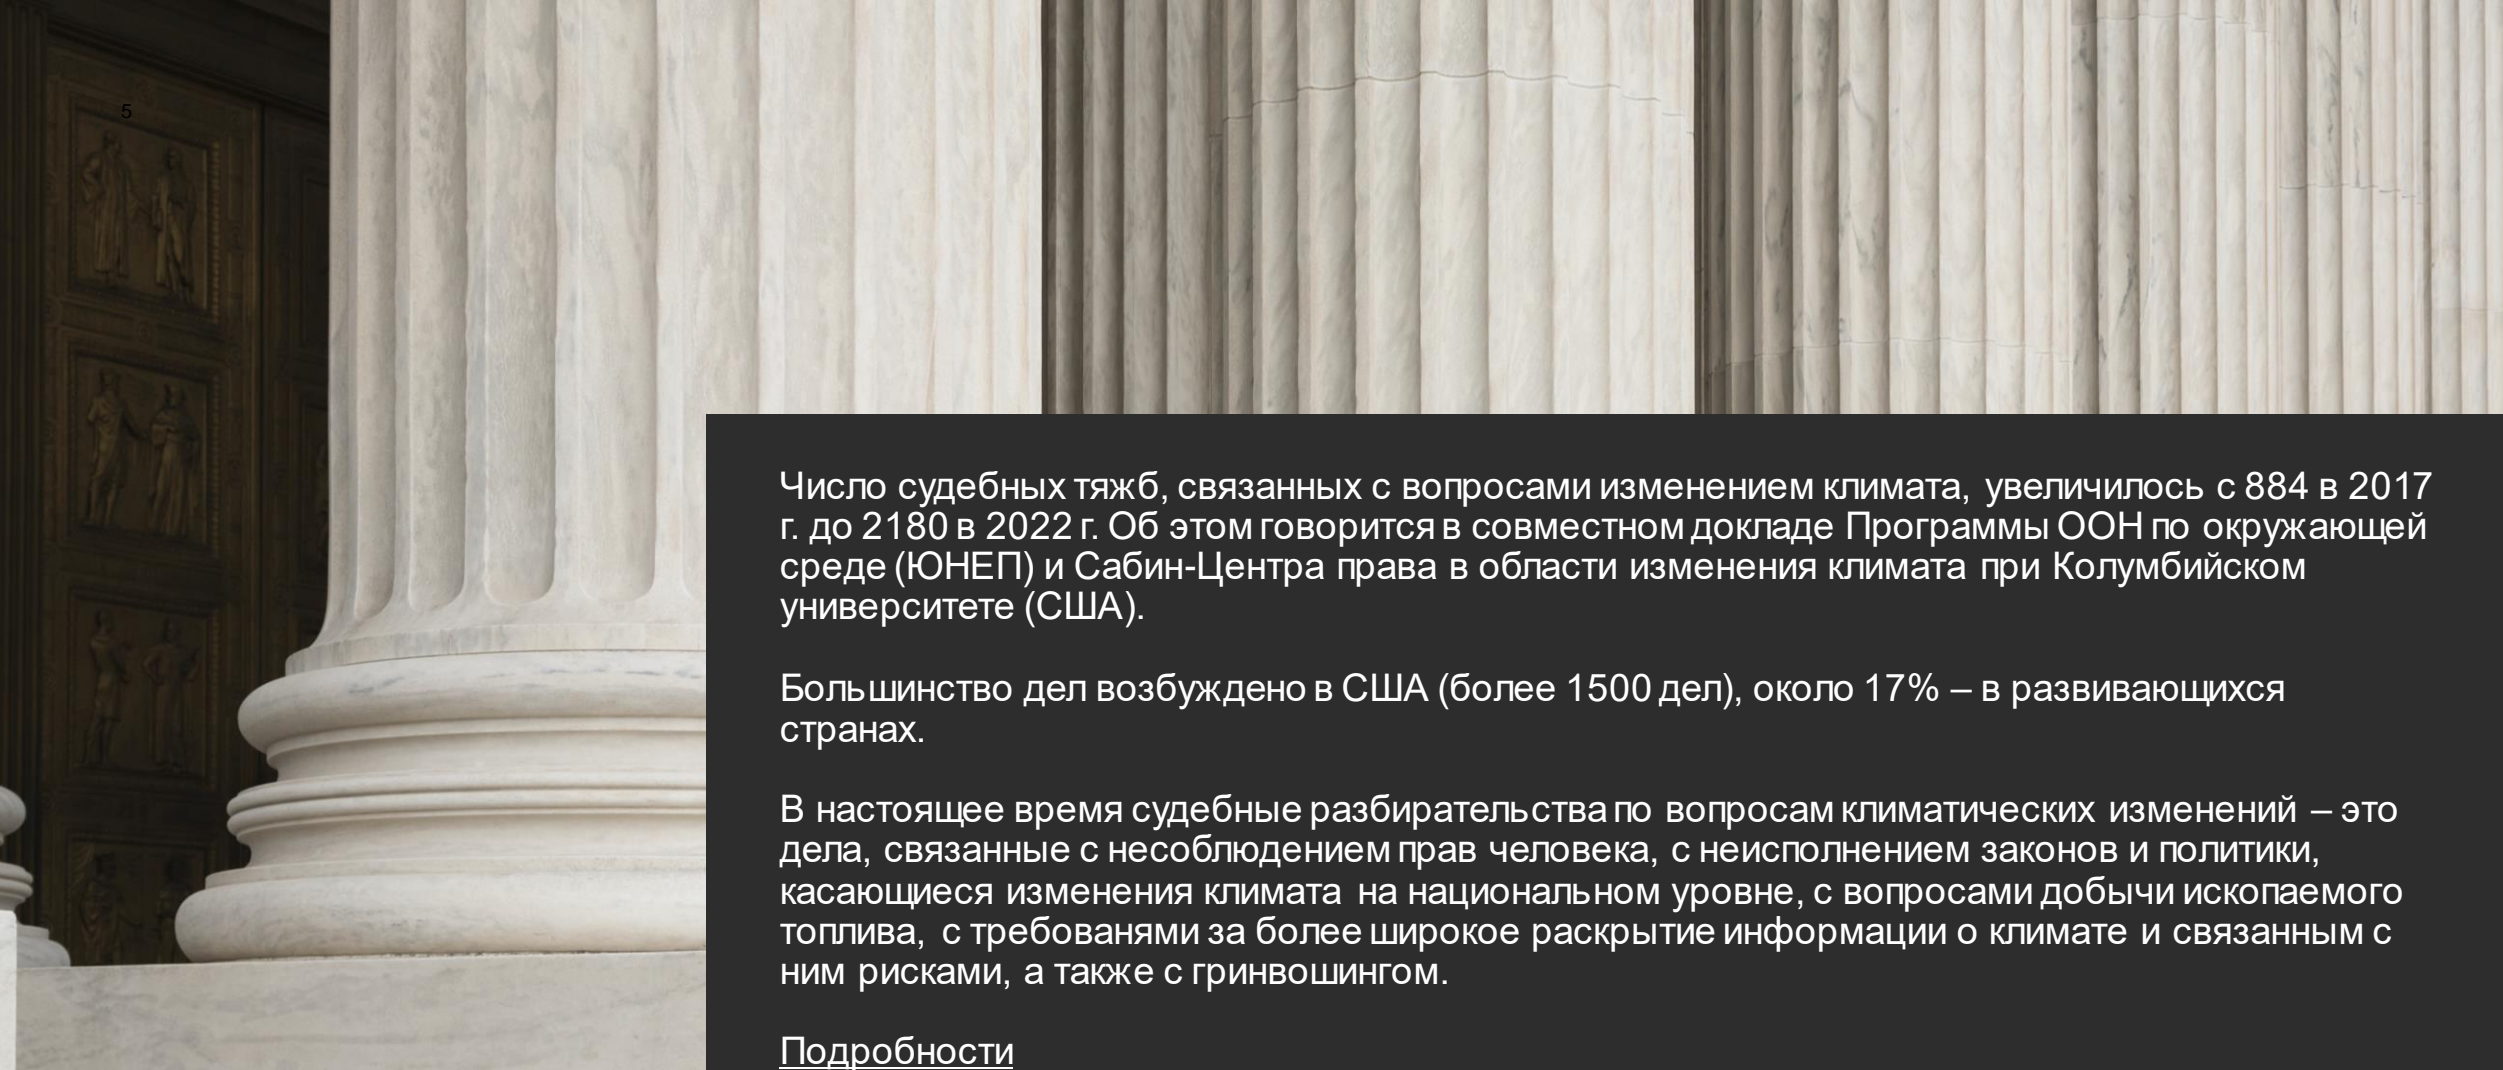 5
Число судебных тяжб, связанных с вопросами изменением климата, увеличилось с 884 в 2017
г. до 2180 в 2022 г. Об этом говорится в совместном докладе Программы ООН по окружающей
среде (ЮНЕП) и Сабин-Центра права в области изменения климата при Колумбийском
университете (США).
Большинство дел возбуждено в США (более 1500 дел), около 17% – в развивающихся
странах.
В настоящее время судебные разбирательства по вопросам климатических изменений – это
дела, связанные с несоблюдением прав человека, с неисполнением законов и политики,
касающиеся изменения климата на национальном уровне, с вопросами добычи ископаемого
топлива, с требованями за более широкое раскрытие информации о климате и связанным с
ним рисками, а также с гринвошингом.
Подробности